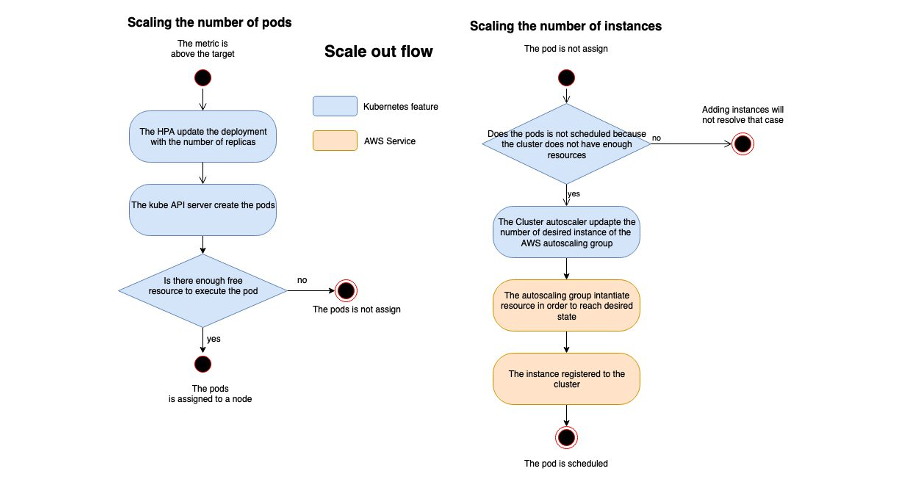 Scaling the number of pods
The metric is
above the target
The HPA update the deployment
with the number of replicas
The kube API server create the pods
Is there enough free
resource to execute the pod
no
The pods is not assign
yes
The pods
is assigned to a node
Scale out flow
Kubernetes feature
AWS Service
Scaling the number of instances
The pod is not assign
Does the pods is not scheduled because
the cluster does not have enough
resources
no
Adding instances will
not resolve that case
yes
The Cluster autoscaler updapte the
number of desired instance of the
AWS autoscaling group
The autoscaling group intantiate
resource in order to reach desired
state
The instance registered to the
cluster
The pod is scheduled